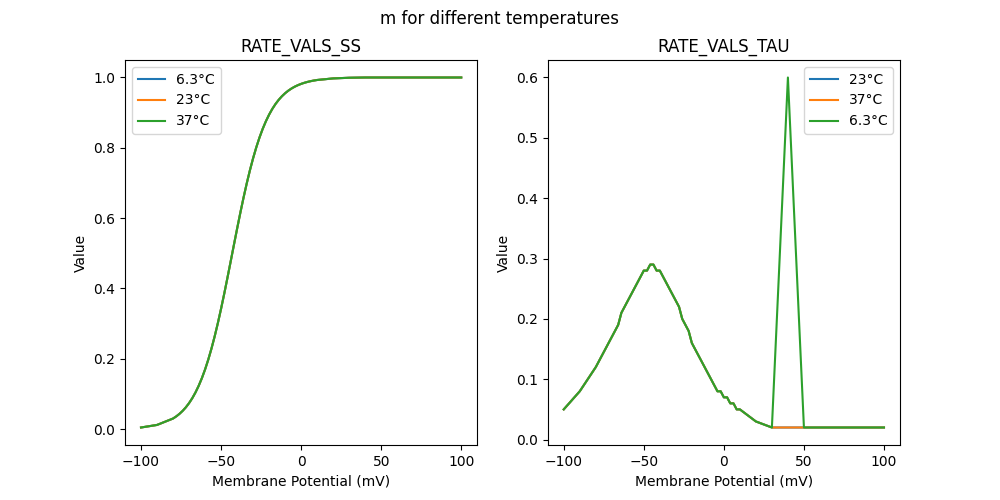 m for different temperatures
RATE_VALS_SS
1.0
0.8
0.6
0.4
0.2
0.0
Value
6.3°C
23°C
37°C
−100
−50
0
50
100
Membrane Potential (mV)
RATE_VALS_TAU
0.6
0.5
0.4
0.3
0.2
0.1
0.0
Value
23°C
37°C
6.3°C
−100
−50
0
50
100
Membrane Potential (mV)